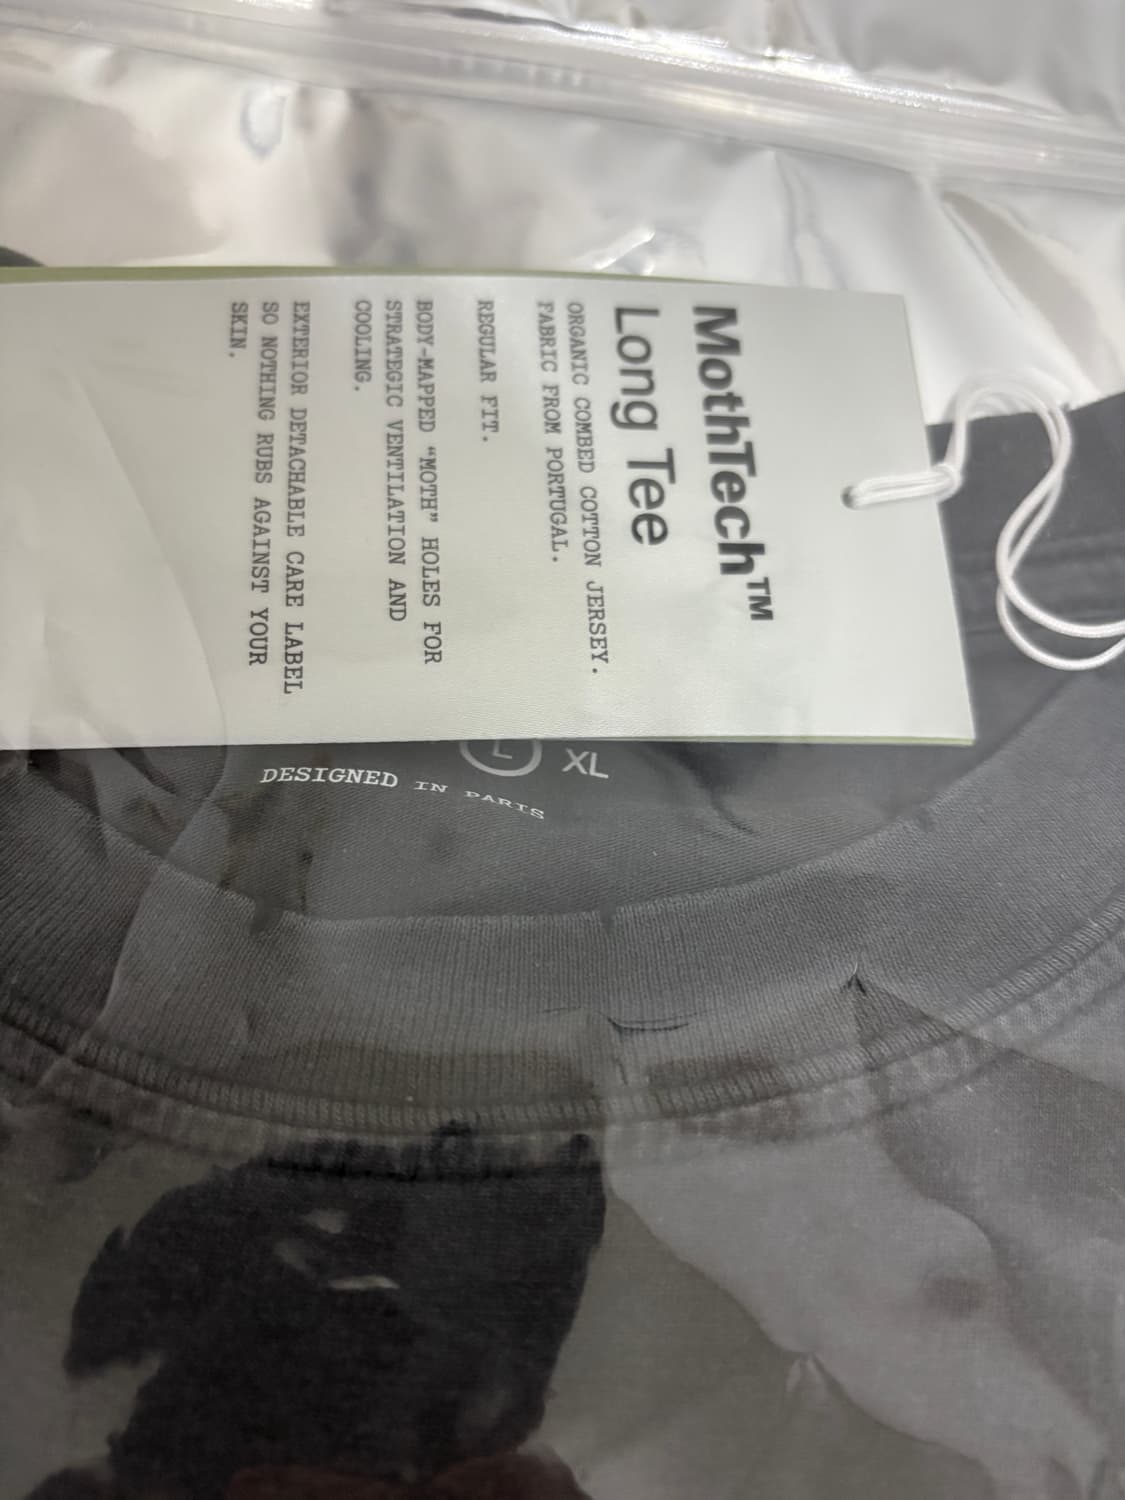 MothTech™
Long Tee
ORGANIC COMBED COTTON JERSEY.
FABRIC FROM PORTUGAL.
REGULAR FIT.
BODY-MAPPED “MOTH” HOLES FOR
STRATEGIC VENTILATION AND
COOLING.
EXTERIOR DETACHABLE CARE LABEL
SO NOTHING RUBS AGAINST YOUR
SKIN.
L XL
DESIGNED IN PARIS